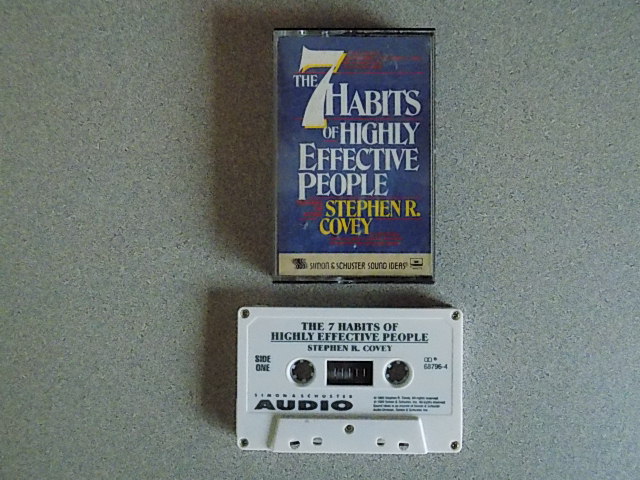 THE 7 HABITS
OF HIGHLY
EFFECTIVE
PEOPLE
STEPHEN R.
COVEY
SIMON & SCHUSTER SOUND IDEAS
THE 7 HABITS OF
HIGHLY EFFECTIVE PEOPLE
STEPHEN R. COVEY
SIDE
ONE
68796-4
SIMON & SCHUSTER
AUDIO